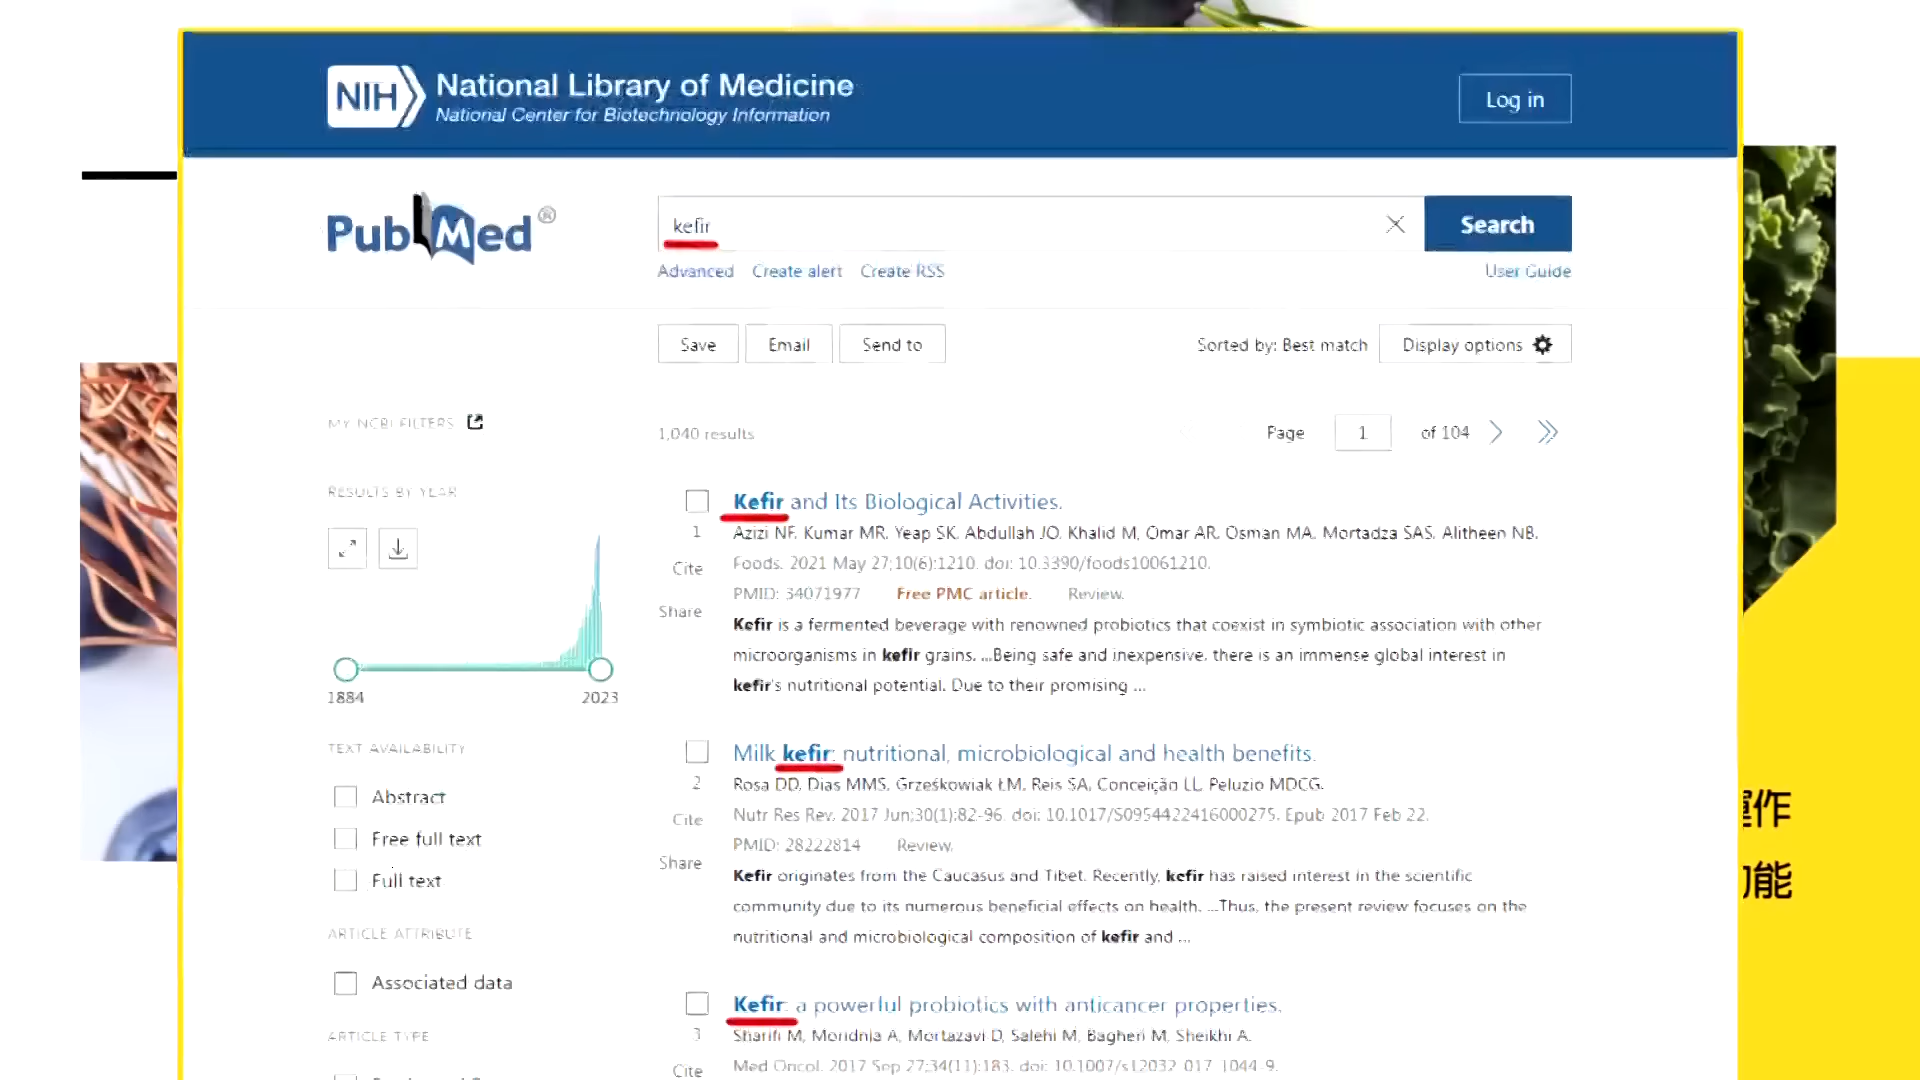 NIH National Library of Medicine
National Center for Biotechnology Information
Log in
PubMed®
kefir
Search
Advanced Create alert Create RSS
User Guide
Save Email Send to
Sorted by: Best match Display options
MY NCBI FILTERS
1,040 results
Page 1 of 104
RESULTS BY YEAR
1884 2023
TEXT AVAILABILITY
Abstract
Free full text
Full text
ARTICLE ATTRIBUTE
Associated data
ARTICLE TYPE
Kefir and Its Biological Activities.
1
Azizi NF, Kumar MR, Yeap SK, Abdullah JO, Khalid M, Omar AR, Osman MA, Mortadza SAS, Alitheen NB.
Cite
Foods. 2021 May 27;10(6):1210. doi: 10.3390/foods10061210.
PMID: 34071977 Free PMC article. Review.
Share
Kefir is a fermented beverage with renowned probiotics that coexist in symbiotic association with other
microorganisms in kefir grains. ...Being safe and inexpensive, there is an immense global interest in
kefir's nutritional potential. Due to their promising ...
Milk kefir: nutritional, microbiological and health benefits.
2
Rosa DD, Dias MMS, Grześkowiak ŁM, Reis SA, Conceição LL, Peluzio MDCG.
Cite
Nutr Res Rev. 2017 Jun;30(1):82-96. doi: 10.1017/S0954422416000275. Epub 2017 Feb 22.
PMID: 28222814 Review.
Share
Kefir originates from the Caucasus and Tibet. Recently, kefir has raised interest in the scientific
community due to its numerous beneficial effects on health. ...Thus, the present review focuses on the
nutritional and microbiological composition of kefir and ...
Kefir: a powerful probiotics with anticancer properties.
3
Sharifi M, Moridnia A, Mortazavi D, Salehi M, Bagheri M, Sheikhi A.
Cite
Med Oncol. 2017 Sep 27;34(11):183. doi: 10.1007/s12032-017-1044-9.
作
能